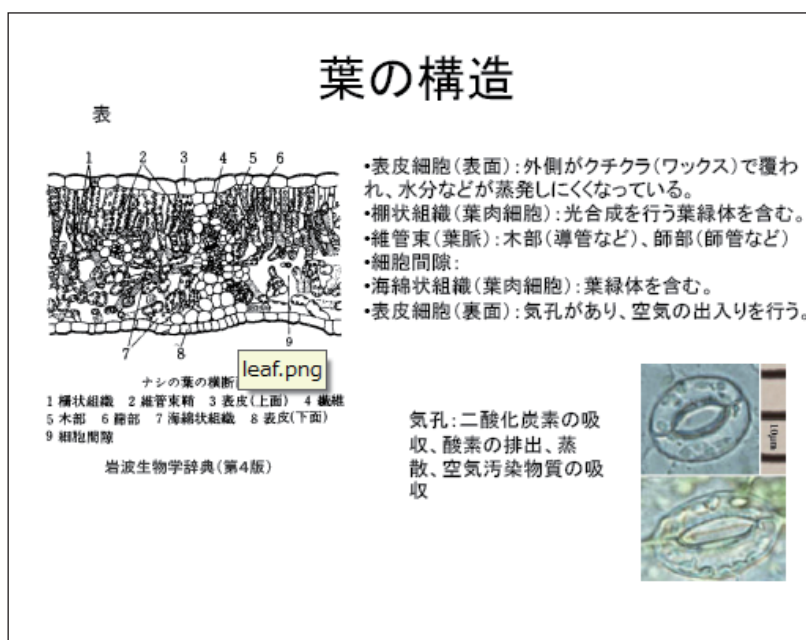 葉の構造
表
1 2 3 4 5 6
7 8 9
leaf.png
ナシの葉の横断
1 柵状組織 2 維管束鞘 3 表皮(上面) 4 繊維
5 木部 6 篩部 7 海綿状組織 8 表皮(下面)
9 細胞間隙
岩波生物学辞典(第4版)
•表皮細胞(表面):外側がクチクラ(ワックス)で覆わ
れ、水分などが蒸発しにくくなっている。
•棚状組織(葉肉細胞):光合成を行う葉緑体を含む。
•維管束(葉脈):木部(導管など)、師部(師管など)
•細胞間隙:
•海綿状組織(葉肉細胞):葉緑体を含む。
•表皮細胞(裏面):気孔があり、空気の出入りを行う。
気孔:二酸化炭素の吸
収、酸素の排出、蒸
散、空気汚染物質の吸
収
10μm